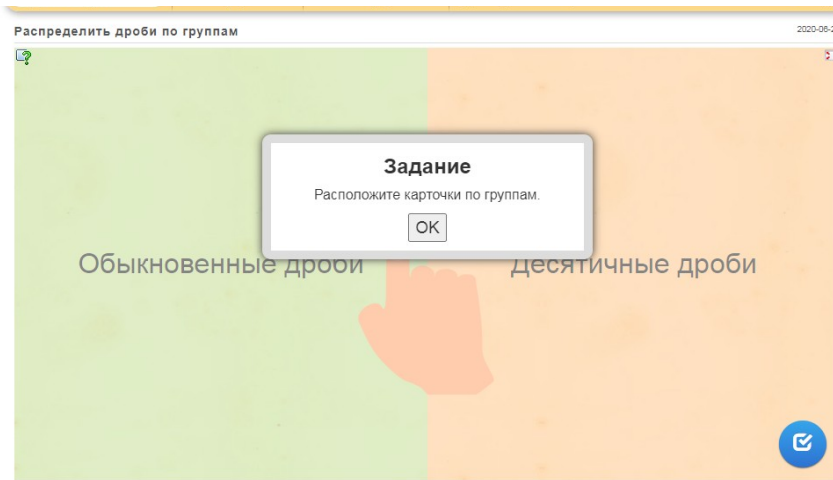 Распределить дроби по группам
Задание
Расположите карточки по группам.
OK
Обыкновенные дроби
Десятичные дроби